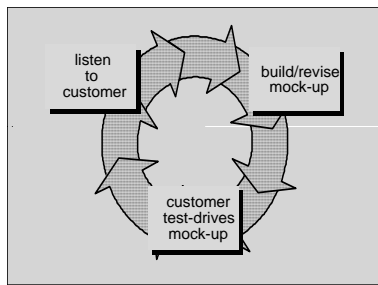 listen
to
customer
build/revise
mock-up
customer
test-drives
mock-up